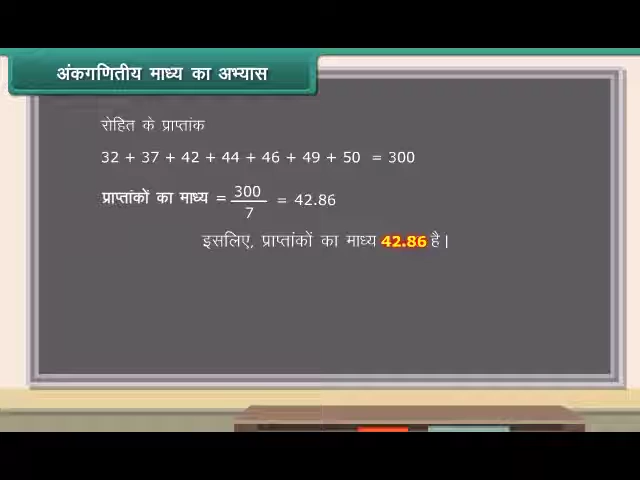 अंकगणितीय माध्य का अभ्यास
रोहित के प्राप्तांक
32 + 37 + 42 + 44 + 46 + 49 + 50 = 300
प्राप्तांकों का माध्य = 300/7 = 42.86
इसलिए, प्राप्तांकों का माध्य 42.86 है।